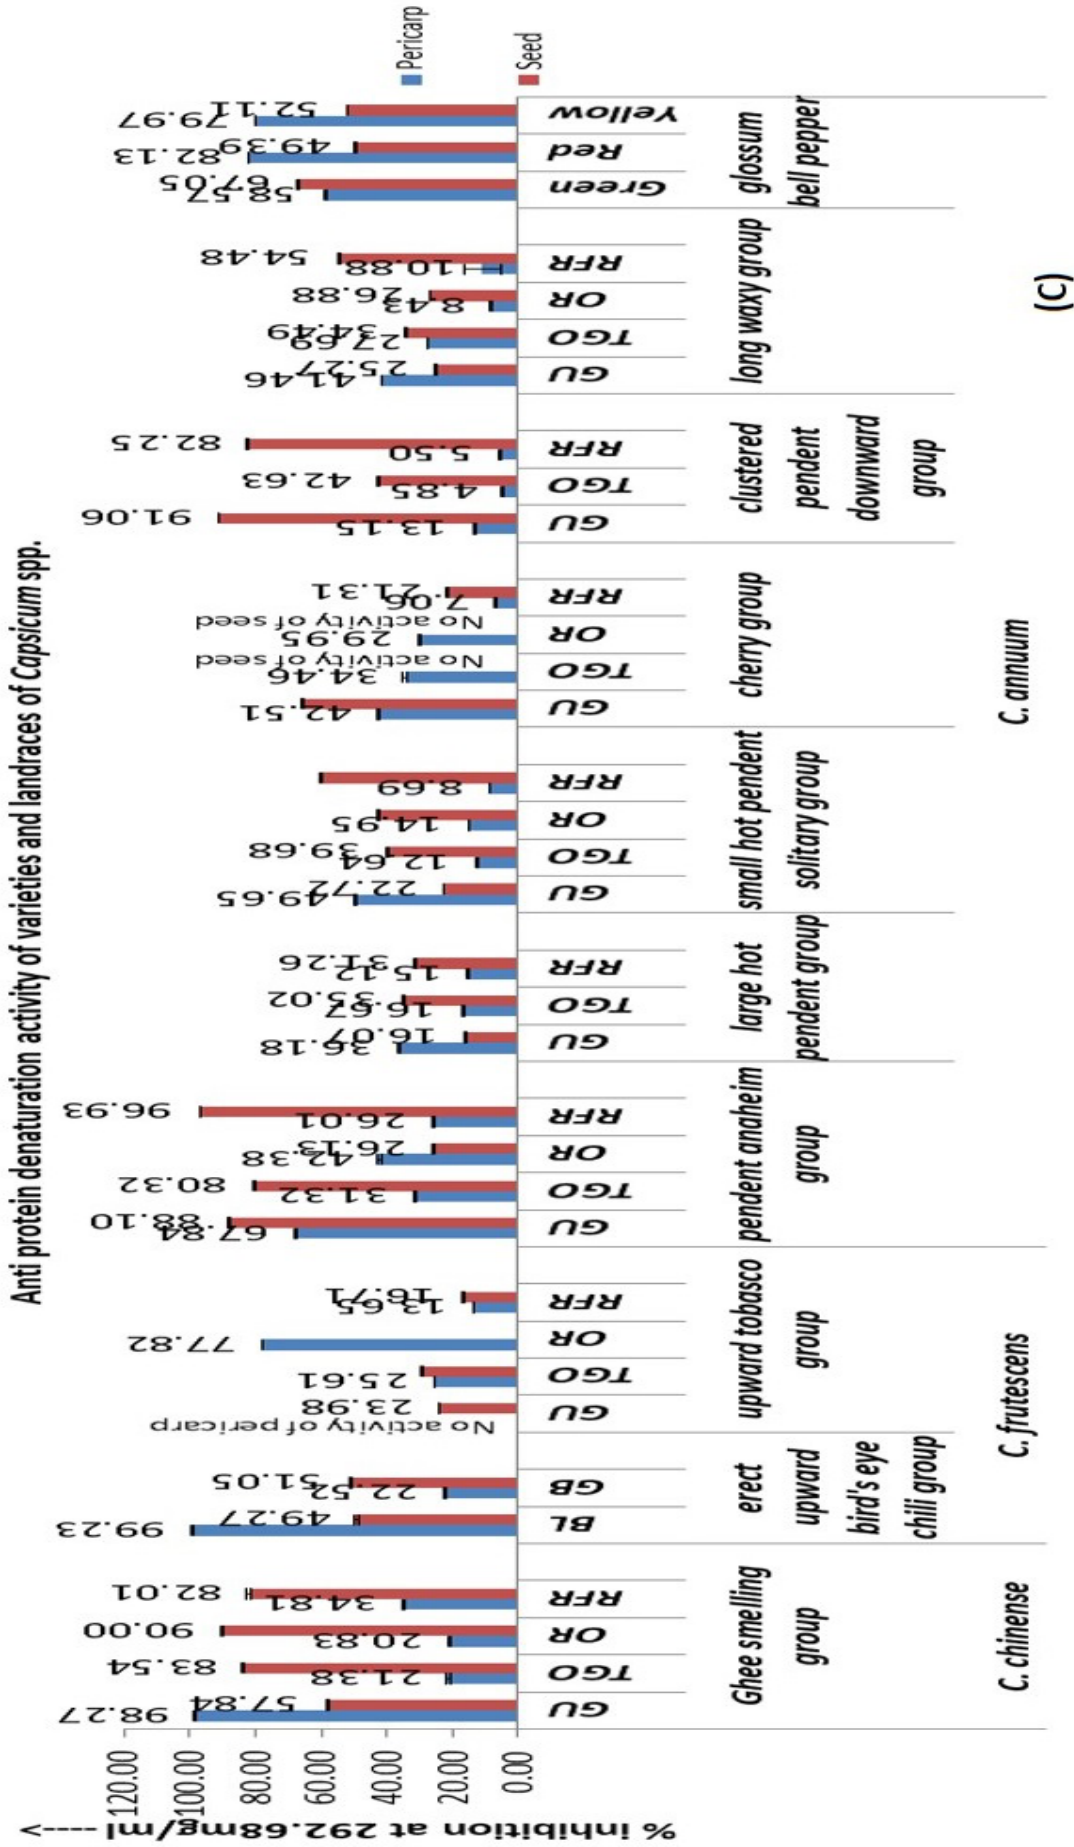 Anti protein denaturation activity of varieties and landraces of Capsicum spp.
% inhibition at 292.68mg/ml ---->
120.00
100.00
80.00
60.00
40.00
20.00
0.00
98.27
57.84
21.38
83.54
20.83
90.00
34.81
82.01
99.23
49.27
22.52
51.05
No activity of pericarp
23.98
25.61
77.82
13.65
16.71
67.84
88.10
31.32
80.32
42.38
26.13
26.01
96.93
36.18
16.07
16.67
35.02
15.12
31.26
49.65
22.72
12.64
39.68
14.95
8.69
42.51
34.46
No activity of seed
29.95
No activity of seed
7.06
21.31
13.15
91.06
4.85
42.63
5.50
82.25
41.46
25.27
27.69
34.49
8.43
26.88
10.88
54.48
58.57
67.05
82.13
49.39
79.97
52.11
Pericarp
Seed
GU TGO OR RFR BL GB GU TGO OR RFR GU TGO OR RFR GU TGO RFR GU TGO OR RFR GU TGO OR RFR GU TGO RFR GU TGO OR RFR Green Red Yellow
Ghee smelling
group
erect
upward
bird's eye
chili group
upward tobasco
group
pendent anaheim
group
large hot
pendent group
small hot pendent
solitary group
cherry group
clustered
pendent
downward
group
long waxy group
glossum
bell pepper
C. chinense
C. frutescens
C. annuum
(C)